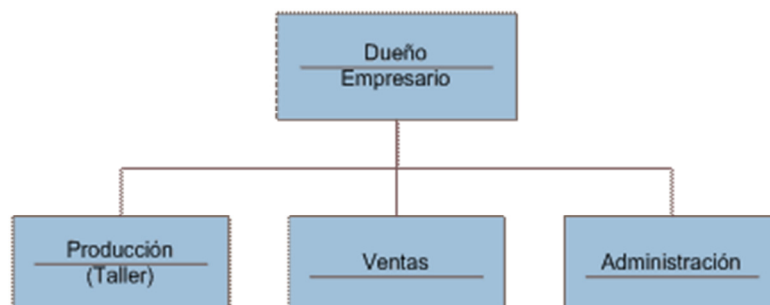 Dueño
Empresario
Producción
(Taller)
Ventas
Administración